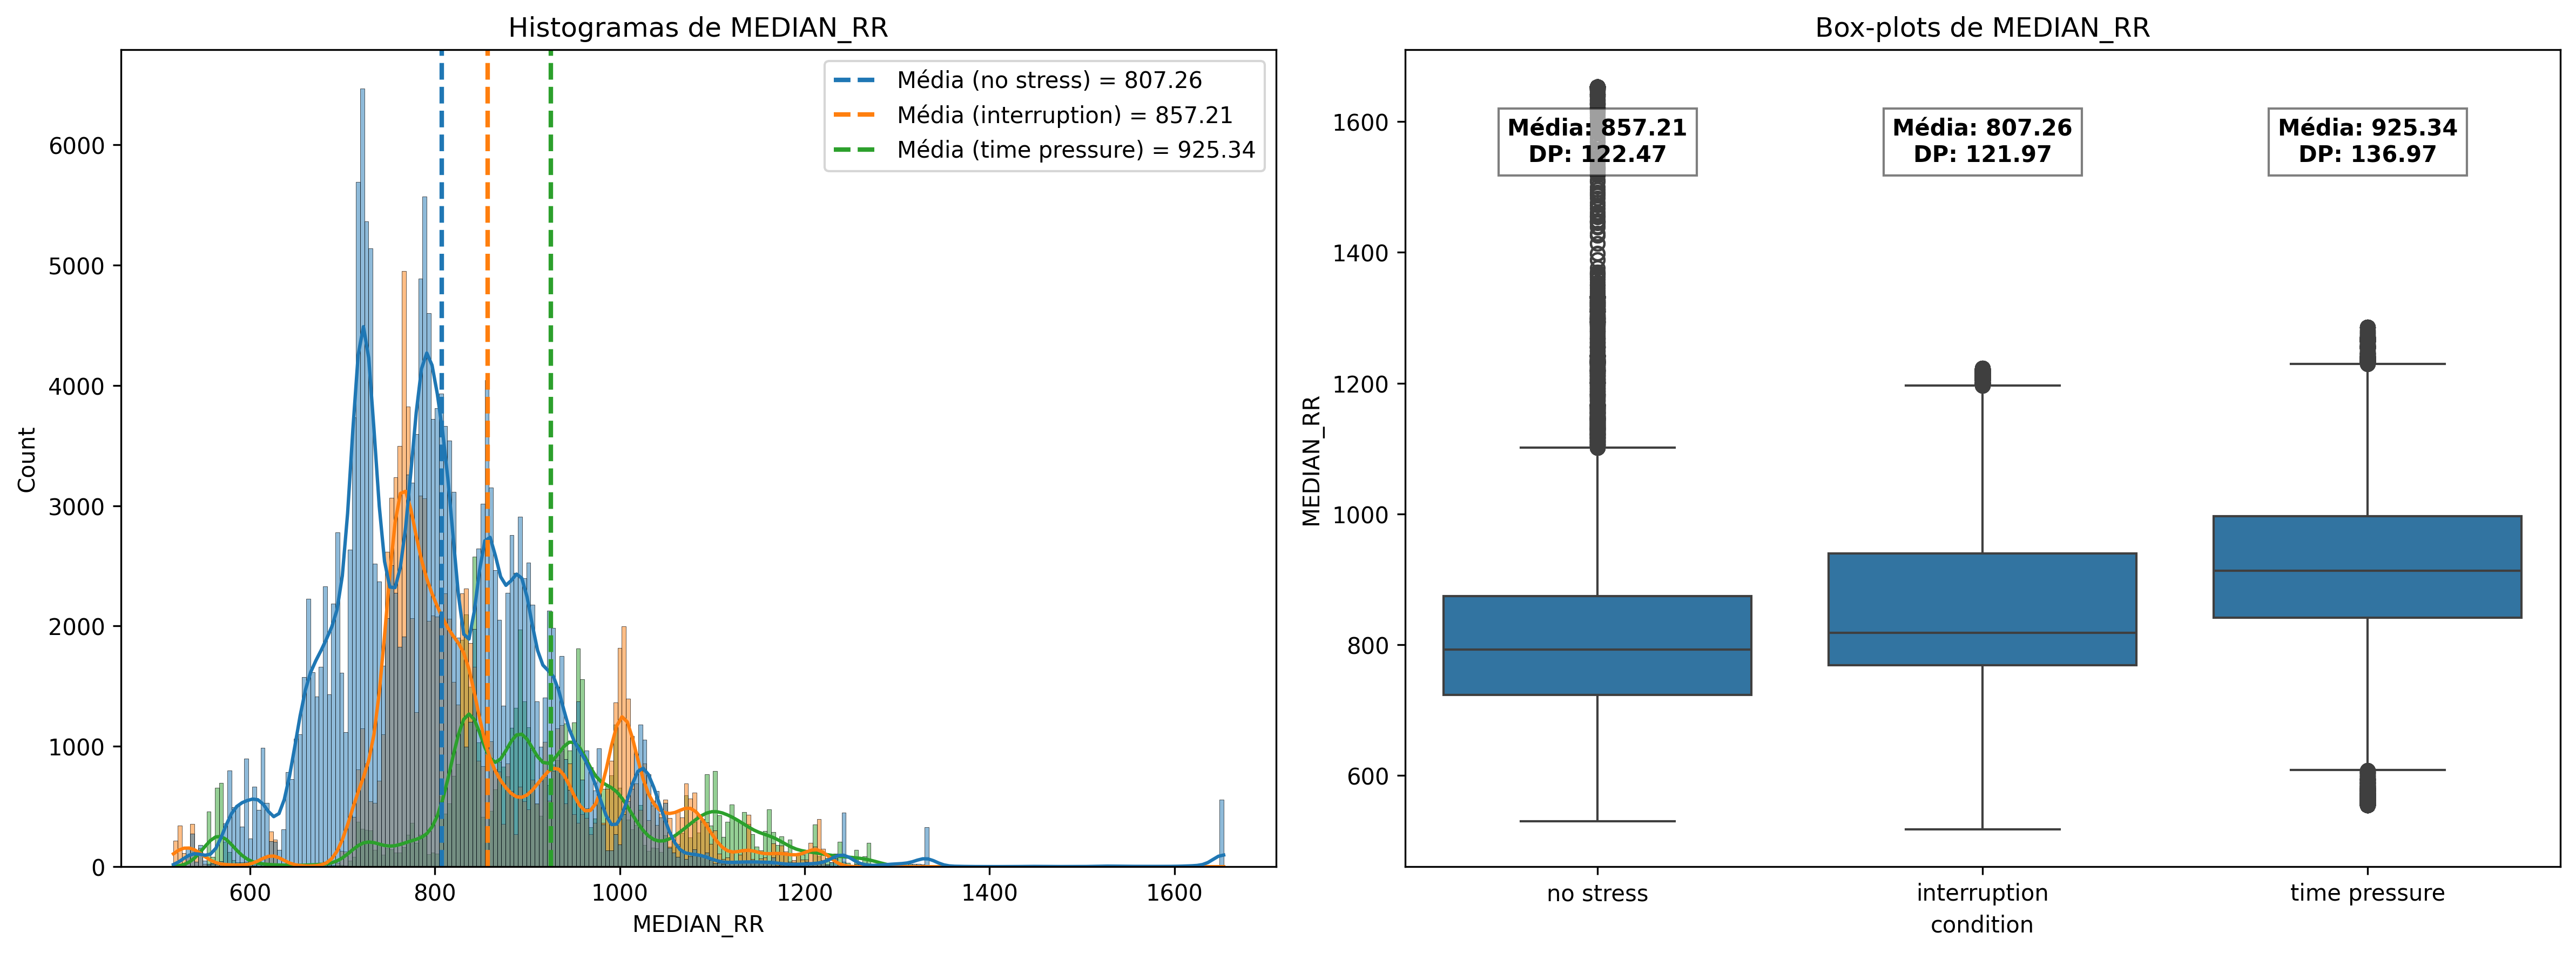 Histogramas de MEDIAN_RR
Média (no stress) = 807.26
Média (interruption) = 857.21
Média (time pressure) = 925.34
Count
6000
5000
4000
3000
2000
1000
0
600 800 1000 1200 1400 1600
MEDIAN_RR
Box-plots de MEDIAN_RR
Média: 857.21
DP: 122.47
Média: 807.26
DP: 121.97
Média: 925.34
DP: 136.97
MEDIAN_RR
1600
1400
1200
1000
800
600
no stress interruption time pressure
condition